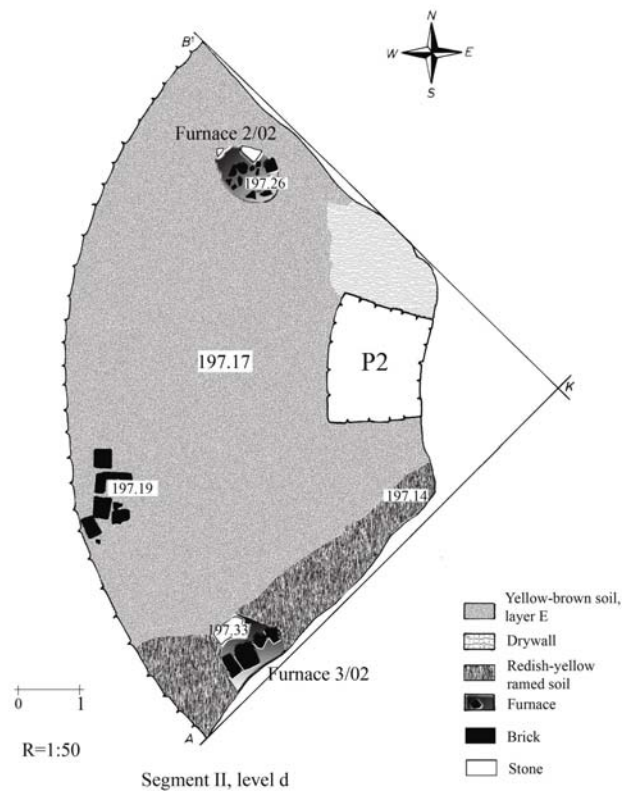 N
B¹
W E
S
Furnace 2/02
197.26
197.17
P2
K
197.19
197.14
197.33
Furnace 3/02
A
0 1
R=1:50
Segment II, level d
Yellow-brown soil,
layer E
Drywall
Redish-yellow
ramed soil
Furnace
Brick
Stone